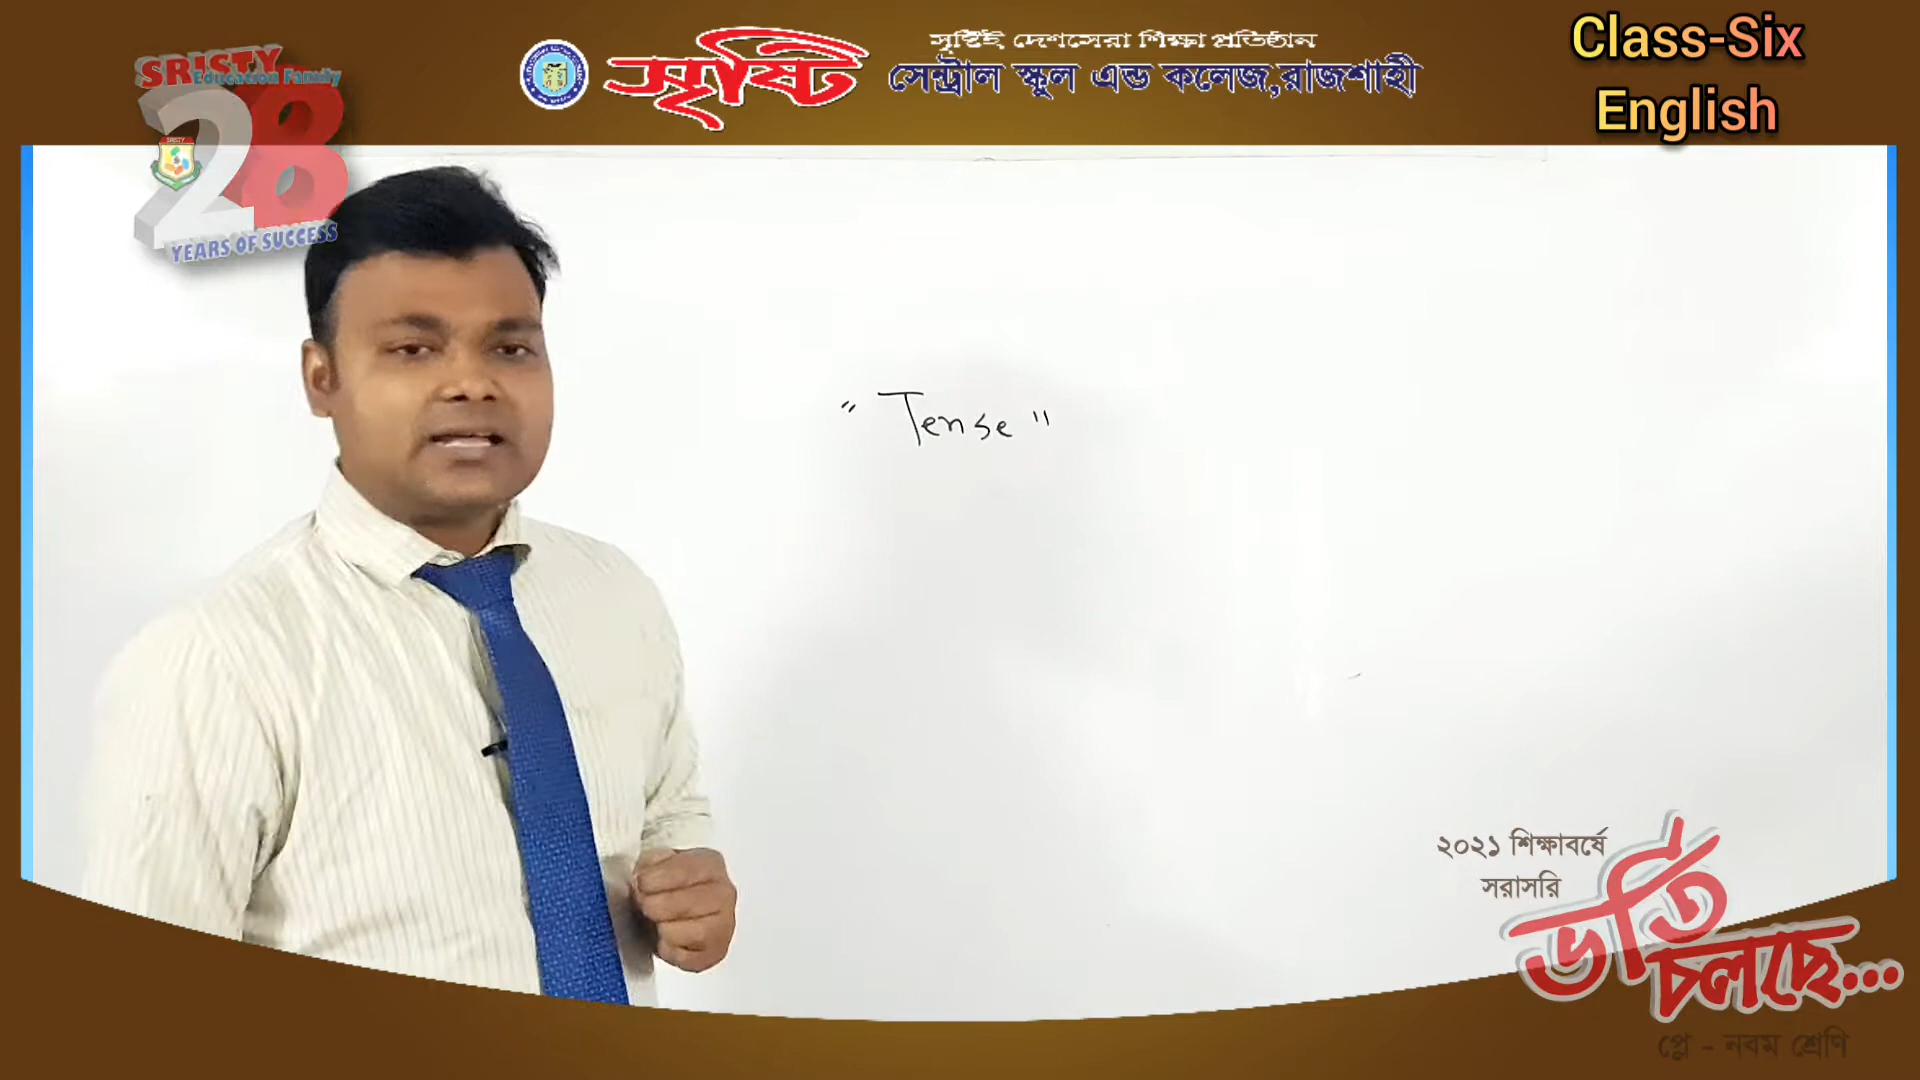 SRISTY
Education Family
28
SRISTY
YEARS OF SUCCESS
সৃষ্টি
সৃষ্টিই দেশসেরা শিক্ষা প্রতিষ্ঠান
সেন্ট্রাল স্কুল এন্ড কলেজ,রাজশাহী
Class-Six
English
" Tense "
২০২১ শিক্ষাবর্ষে
সরাসরি
ভর্তি
চলছে...
প্লে - নবম শ্রেণি